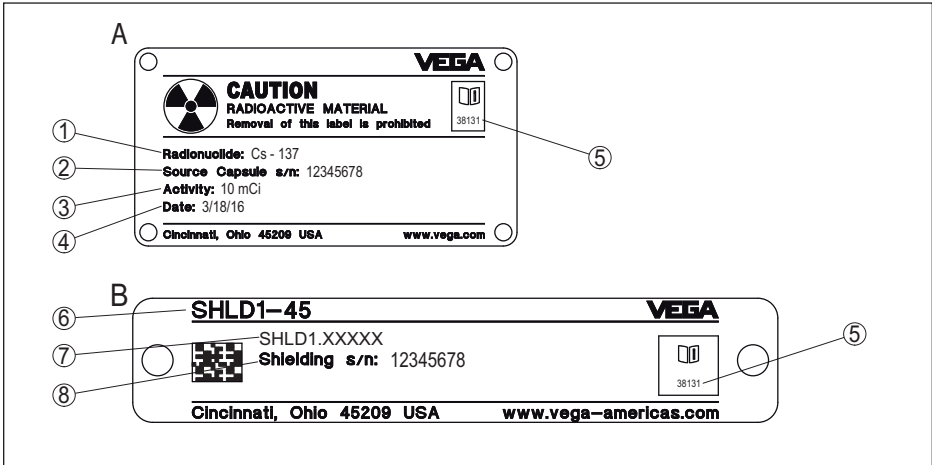 A
VEGA
CAUTION
RADIOACTIVE MATERIAL
Removal of this label is prohibited
38131
① 
② 
③ 
④ 
⑤
Radionuclide: Cs - 137
Source Capsule s/n: 12345678
Activity: 10 mCi
Date: 3/18/16
Cincinnati, Ohio 45209 USA www.vega.com
B
⑥ SHLD1-45 VEGA
⑦ SHLD1.XXXXX
⑧ Shielding s/n: 12345678
38131
⑤
Cincinnati, Ohio 45209 USA www.vega-americas.com